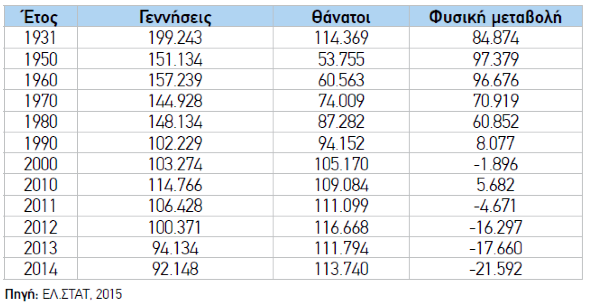 Έτος Γεννήσεις Θάνατοι Φυσική μεταβολή
1931 199.243 114.369 84.874
1950 151.134 53.755 97.379
1960 157.239 60.563 96.676
1970 144.928 74.009 70.919
1980 148.134 87.282 60.852
1990 102.229 94.152 8.077
2000 103.274 105.170 -1.896
2010 114.766 109.084 5.682
2011 106.428 111.099 -4.671
2012 100.371 116.668 -16.297
2013 94.134 111.794 -17.660
2014 92.148 113.740 -21.592
Πηγή: ΕΛ.ΣΤΑΤ, 2015